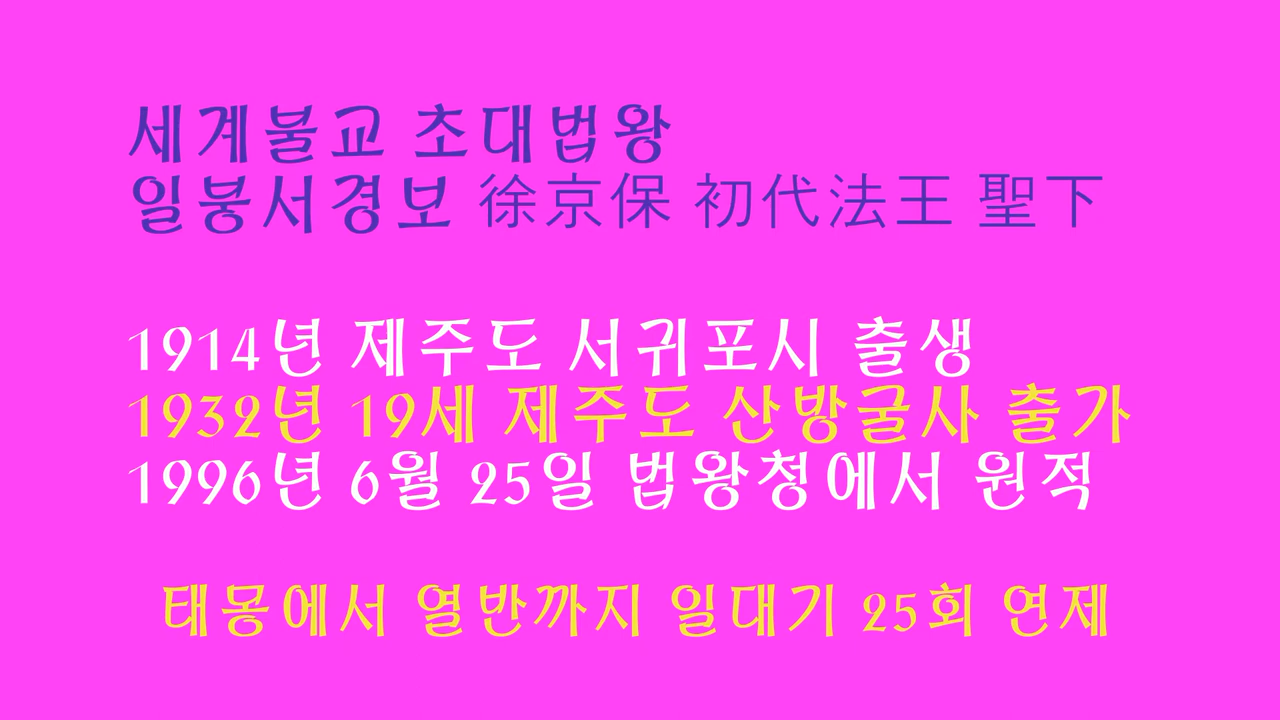 세계불교 초대법왕
일붕서경보 徐京保 初代法王 聖下
1914년 제주도 서귀포시 출생
1932년 19세 제주도 산방굴사 출가
1996년 6월 25일 법왕청에서 원적
태몽에서 열반까지 일대기 25회 연제